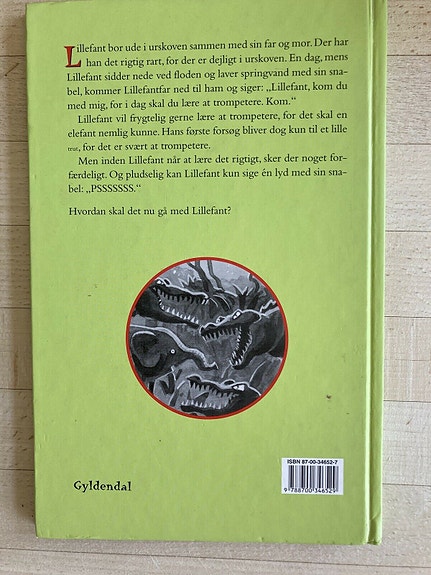 Lillefant bor ude i urskoven sammen med sin far og mor. Der har
han det rigtig rart, for der er dejligt i urskoven. En dag, mens
Lillefant sidder nede ved floden og laver springvand med sin sna-
bel, kommer Lillefantfar ned til ham og siger: „Lillefant, kom du
med mig, for i dag skal du lære at trompetere. Kom.“
Lillefant vil frygtelig gerne lære at trompetere, for det skal en
elefant nemlig kunne. Hans første forsøg bliver dog kun til et lille
trut, for det er svært at trompetere.
Men inden Lillefant når at lære det rigtigt, sker der noget for-
færdeligt. Og pludselig kan Lillefant kun sige én lyd med sin sna-
bel: „PSSSSSSS.“
Hvordan skal det nu gå med Lillefant?
ISBN 87-00-34652-7
9 788700 346529
Gyldendal